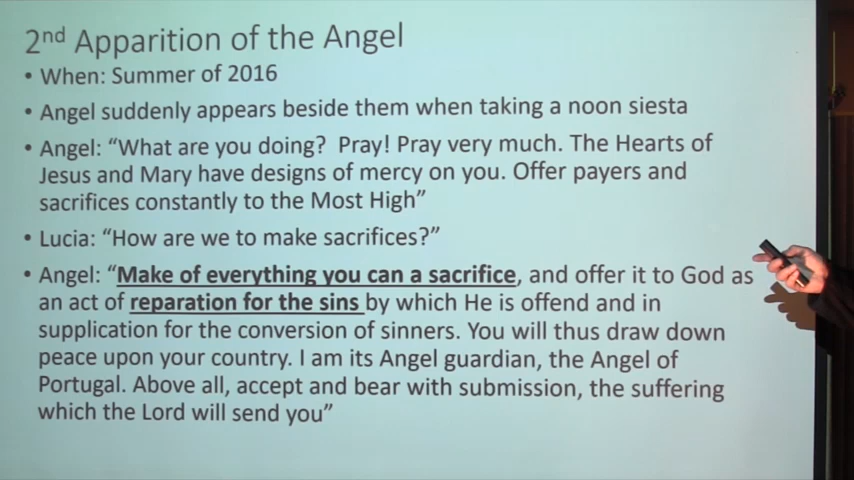 2nd Apparition of the Angel
• When: Summer of 2016
• Angel suddenly appears beside them when taking a noon siesta
• Angel: “What are you doing?  Pray! Pray very much. The Hearts of
Jesus and Mary have designs of mercy on you. Offer payers and
sacrifices constantly to the Most High”
• Lucia: “How are we to make sacrifices?”
• Angel: “Make of everything you can a sacrifice, and offer it to God as
an act of reparation for the sins by which He is offend and in
supplication for the conversion of sinners. You will thus draw down
peace upon your country. I am its Angel guardian, the Angel of
Portugal. Above all, accept and bear with submission, the suffering
which the Lord will send you”